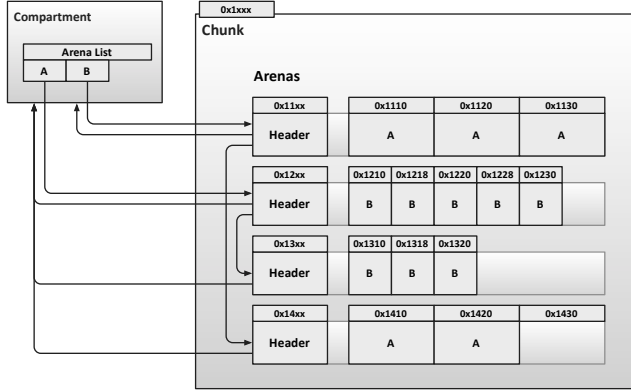 0x1xxx
Compartment
Chunk
Arena List
A B
Arenas
0x11xx 0x1110 0x1120 0x1130
Header A A A
0x12xx 0x1210 0x1218 0x1220 0x1228 0x1230
Header B B B B B
0x13xx 0x1310 0x1318 0x1320
Header B B B
0x14xx 0x1410 0x1420 0x1430
Header A A